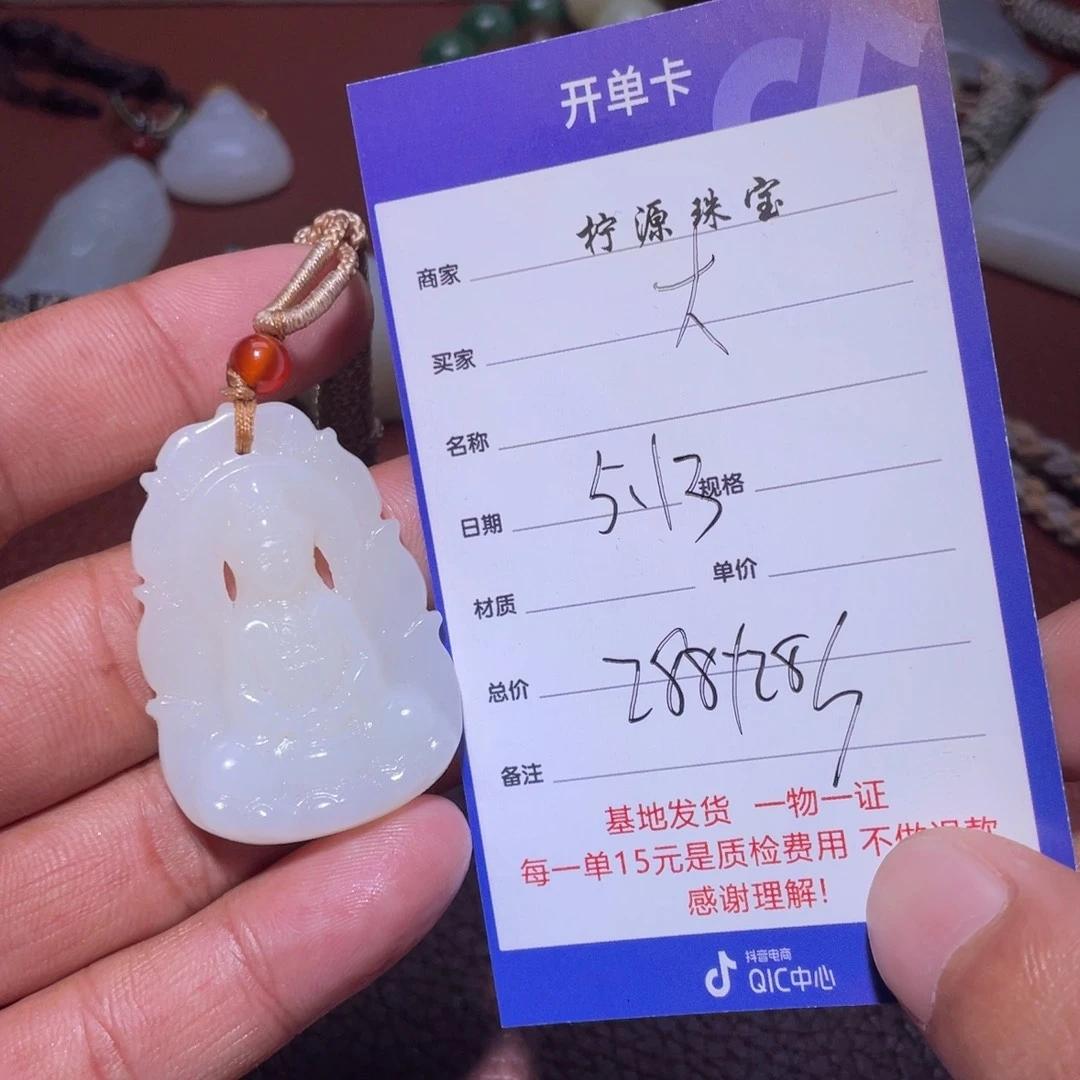 开单卡
商家 柠源珠宝
买家
名称
日期 5.13 规格
材质 单价
总价
备注
基地发货 一物一证
每一单15元是质检费用 不做退款
感谢理解!
抖音电商
QIC中心